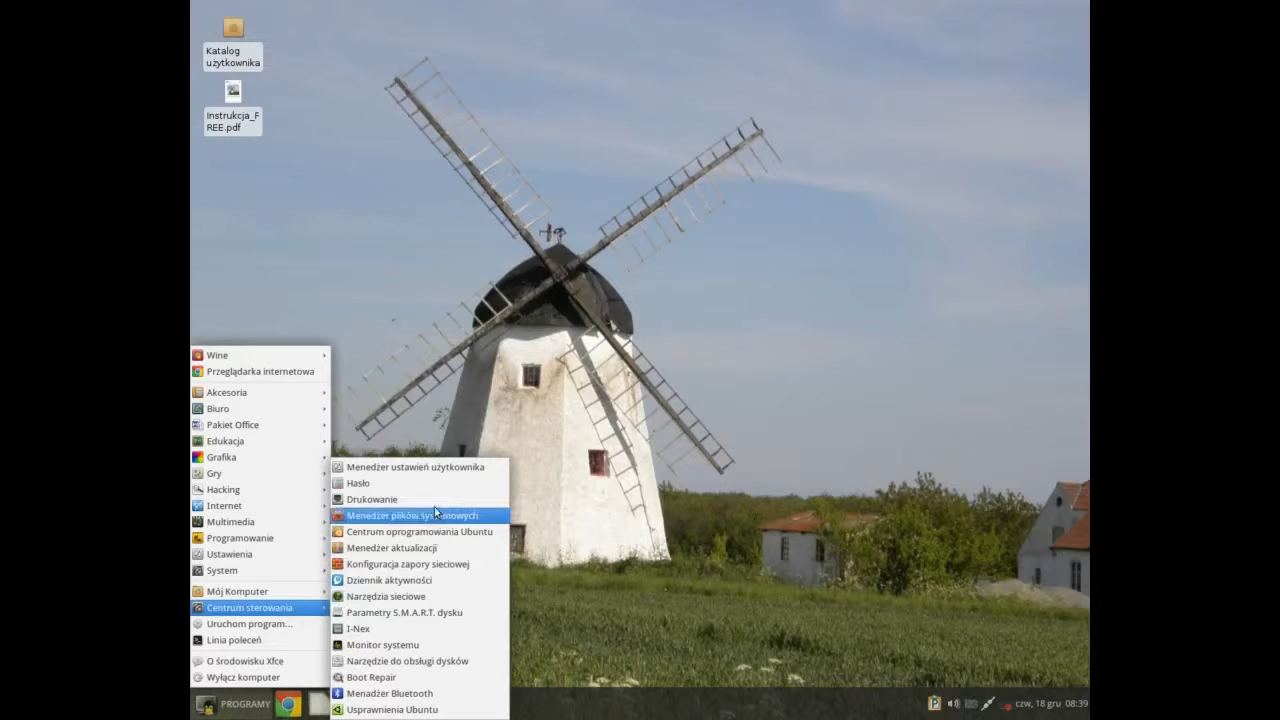 Katalog
użytkownika
Instrukcja_F
REE.pdf
Wine
Przeglądarka internetowa
Akcesoria
Biuro
Pakiet Office
Edukacja
Grafika
Gry
Hacking
Internet
Multimedia
Programowanie
Ustawienia
System
Mój Komputer
Centrum sterowania
Uruchom program...
Linia poleceń
O środowisku Xfce
Wyłącz komputer
Menedżer ustawień użytkownika
Hasło
Drukowanie
Menedżer plików systemowych
Centrum oprogramowania Ubuntu
Menedżer aktualizacji
Konfiguracja zapory sieciowej
Dziennik aktywności
Narzędzia sieciowe
Parametry S.M.A.R.T. dysku
I-Nex
Monitor systemu
Narzędzie do obsługi dysków
Boot Repair
Menadżer Bluetooth
Usprawnienia Ubuntu
PROGRAMY
czw, 18 gru 08:39